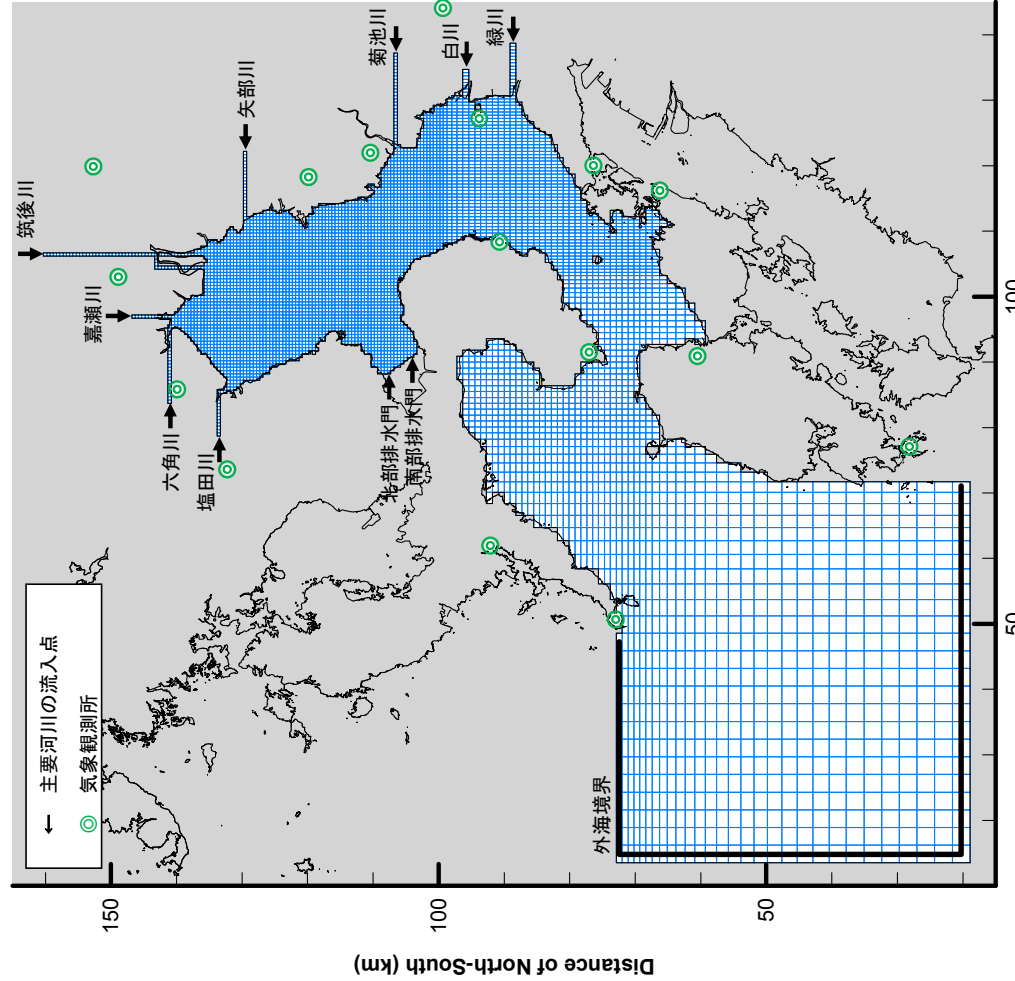 主要河川の流入点
気象観測所
筑後川
嘉瀬川
六角川
塩田川
矢部川
菊池川
白川
緑川
北部排水門
南部排水門
外海境界
150
100
50
50
100
Distance of North-South (km)